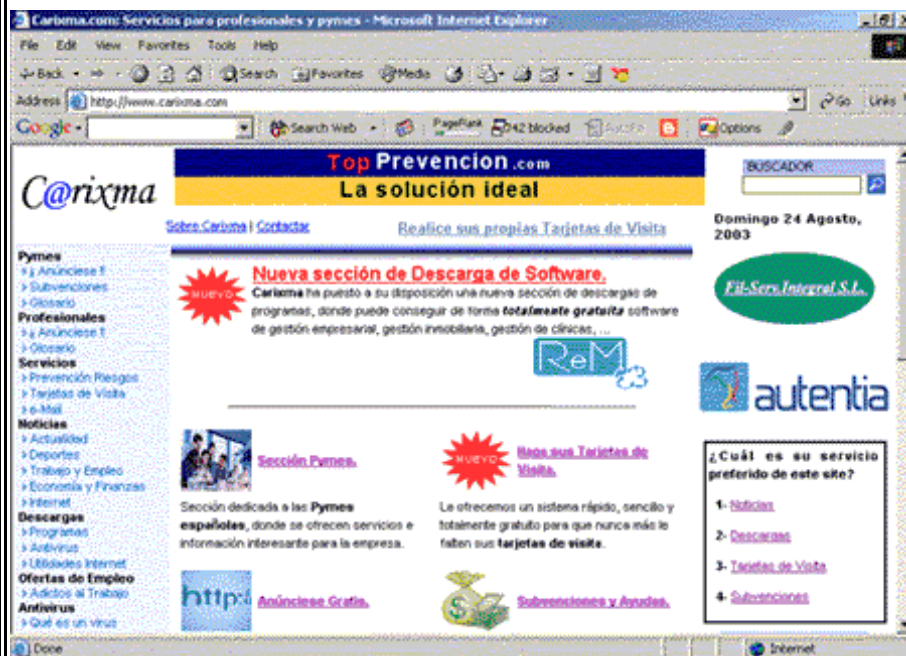 Carixma.com: Servicios para profesionales y pymes - Microsoft Internet Explorer
File Edit View Favorites Tools Help
Back Search Favorites Media
Address http://www.carixma.com Go Links
Google Search Web PageRank 42 blocked AutoFill Options
TopPrevencion.com
La solución ideal
C@rixma
BUSCADOR
Sobre Carixma | Contactar
Realice sus propias Tarjetas de Visita
Domingo 24 Agosto, 2003
Pymes
¡ Anúnciese !
Subvenciones
Glosario
Profesionales
¡ Anúnciese !
Glosario
Servicios
Prevención Riesgos
Tarjetas de Visita
e-Mail
Noticias
Actualidad
Deportes
Trabajo y Empleo
Economía y Finanzas
Internet
Descargas
Programas
Antivirus
Utilidades Internet
Ofertas de Empleo
Adictos al Trabajo
Antivirus
Qué es un virus
NUEVO
Nueva sección de Descarga de Software.
Carixma ha puesto a su disposición una nueva sección de descargas de
programas, donde puede conseguir de forma totalmente gratuita software
de gestión empresarial, gestión inmobiliaria, gestión de clínicas, ...
ReM
Sección Pymes.
Sección dedicada a las Pymes
españolas, donde se ofrecen servicios e
información interesante para la empresa.
NUEVO
Haga sus Tarjetas de
Visita.
Le ofrecemos un sistema rápido, sencillo y
totalmente gratuito para que nunca más le
falten sus tarjetas de visita.
http:/
Anúnciese Gratis.
Subvenciones y Ayudas.
Fil-Serv.Integral S.L.
autentia
¿Cuál es su servicio
preferido de este site?
1- Noticias
2- Descargas
3- Tarjetas de Visita
4- Subvenciones
Done Internet